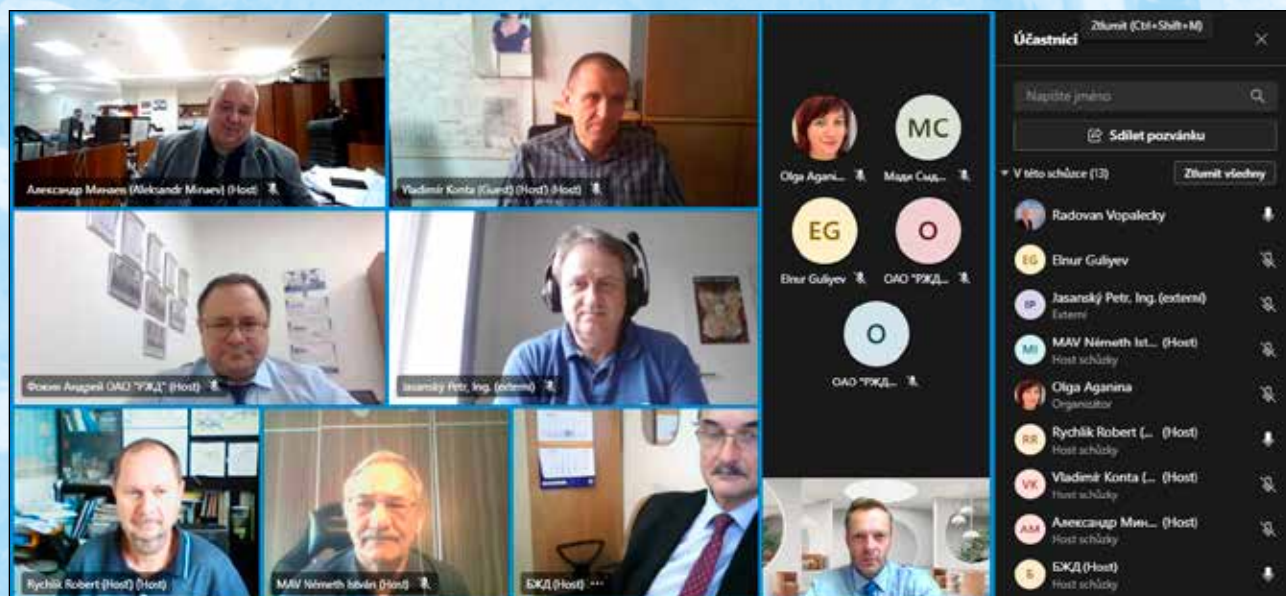 Александр Минаев (Aleksandr Minaev) (Host)
Vladimír Konta (Guest) (Host) (Host)
Фокин Андрей ОАО "РЖД" (Host)
Jasanský Petr, Ing. (externí)
Rychlik Robert (Host) (Host)
MAV Németh István (Host)
БЖД (Host) ...
Olga Agani...
MC
Мади Сыд...
EG
Elnur Guliyev
O
ОАО "РЖД...
O
ОАО "РЖД...
Účastníci
Ztlumit (Ctrl+Shift+M)
Napište jméno
Sdílet pozvánku
V této schůzce (13)
Ztlumit všechny
Radovan Vopalecky
EG
Elnur Guliyev
IP
Jasanský Petr, Ing. (externí)
Externí
MI
MAV Németh Ist... (Host)
Host schůzky
Olga Aganina
Organizátor
RR
Rychlik Robert (... (Host)
Host schůzky
VK
Vladimír Konta (... (Host)
Host schůzky
АМ
Александр Мин... (Host)
Host schůzky
Б
БЖД (Host)
Host schůzky